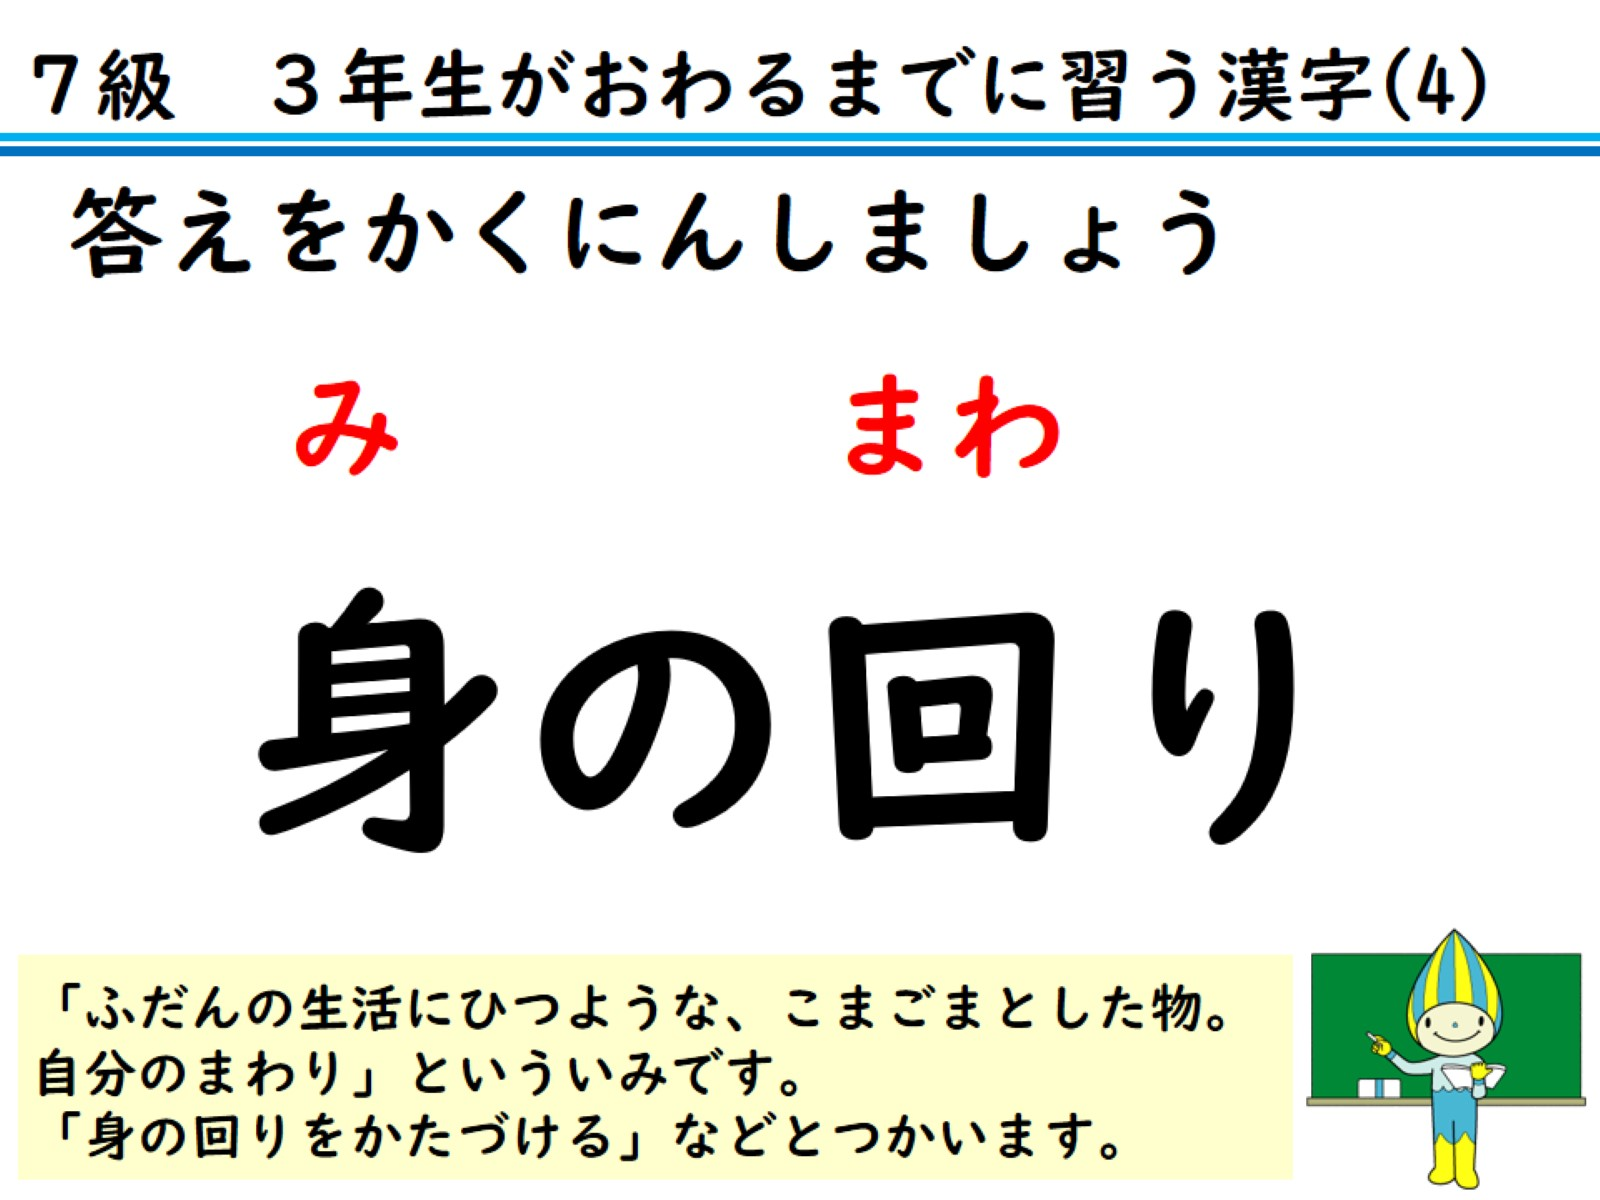 ７級　３年生がおわるまでに習う漢字(4)
答えをかくにんしましょう
み　まわ
身の回り
「ふだんの生活にひつような、こまごまとした物。
自分のまわり」といういみです。
「身の回りをかたづける」などとつかいます。